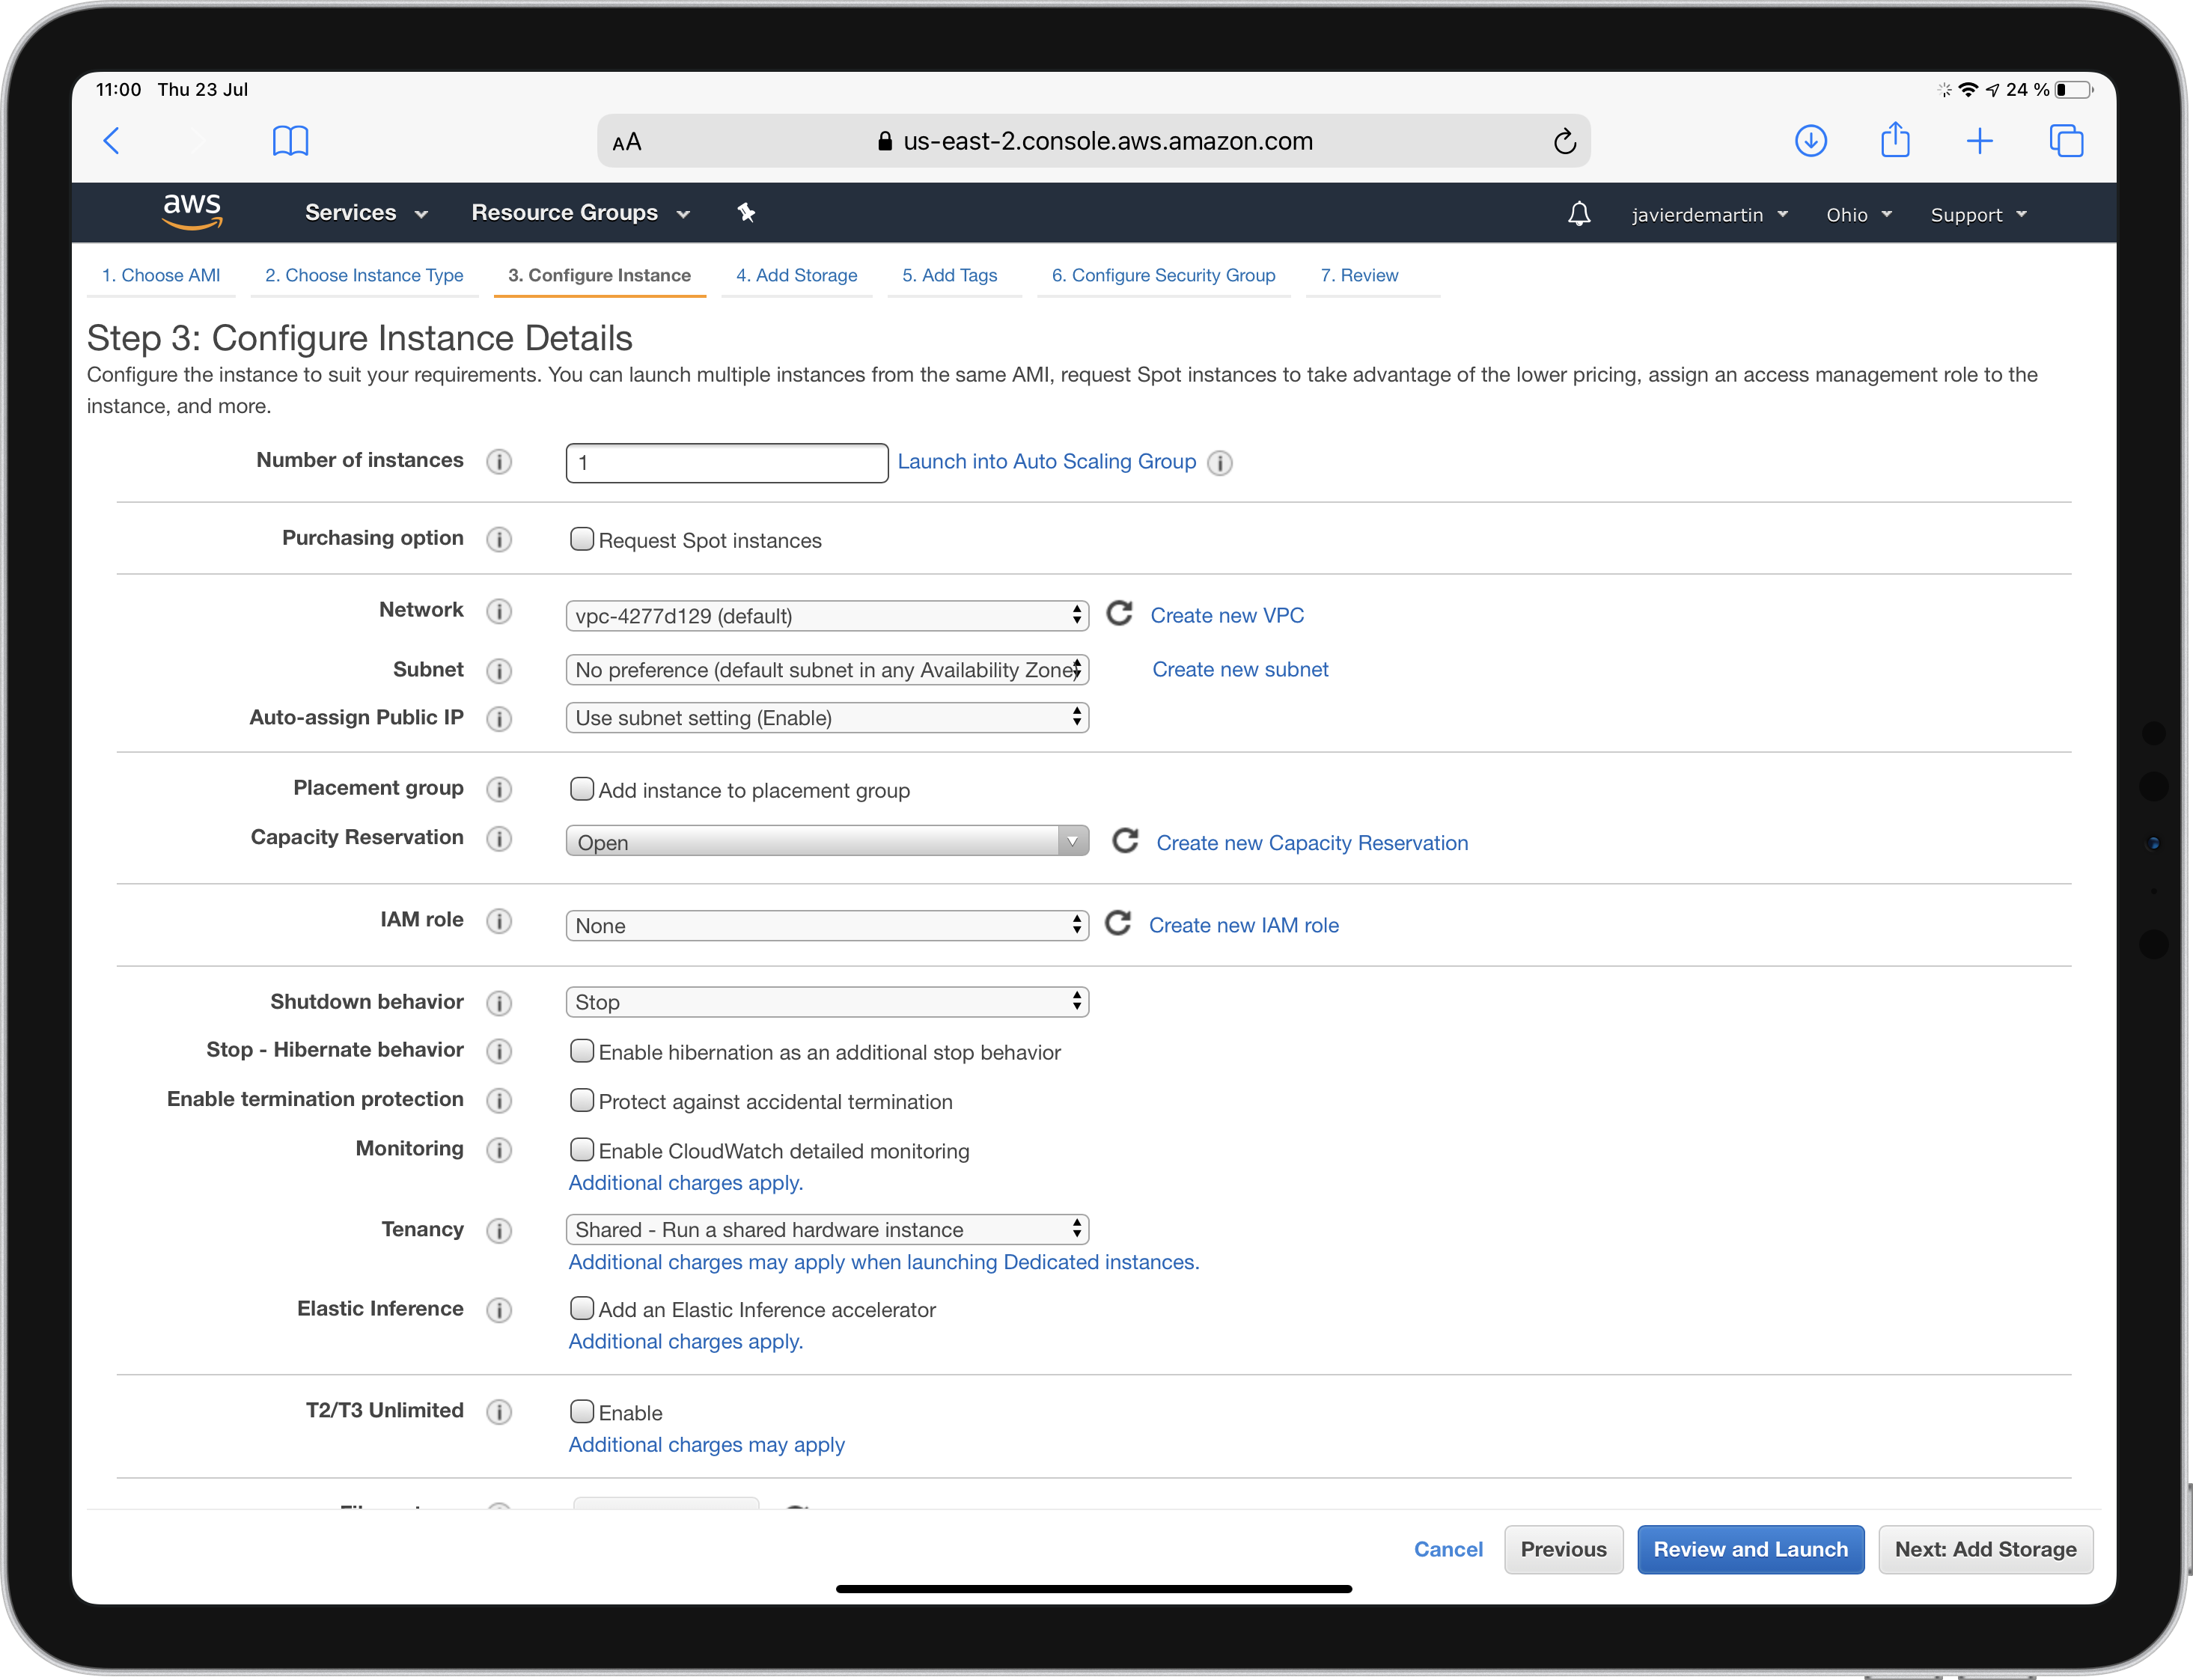 11:00 Thu 23 Jul
24 %
AA
us-east-2.console.aws.amazon.com
aws
Services
Resource Groups
javierdemartin
Ohio
Support
1. Choose AMI
2. Choose Instance Type
3. Configure Instance
4. Add Storage
5. Add Tags
6. Configure Security Group
7. Review
Step 3: Configure Instance Details
Configure the instance to suit your requirements. You can launch multiple instances from the same AMI, request Spot instances to take advantage of the lower pricing, assign an access management role to the
instance, and more.
Number of instances
1
Launch into Auto Scaling Group
Purchasing option
Request Spot instances
Network
vpc-4277d129 (default)
Create new VPC
Subnet
No preference (default subnet in any Availability Zone)
Create new subnet
Auto-assign Public IP
Use subnet setting (Enable)
Placement group
Add instance to placement group
Capacity Reservation
Open
Create new Capacity Reservation
IAM role
None
Create new IAM role
Shutdown behavior
Stop
Stop - Hibernate behavior
Enable hibernation as an additional stop behavior
Enable termination protection
Protect against accidental termination
Monitoring
Enable CloudWatch detailed monitoring
Additional charges apply.
Tenancy
Shared - Run a shared hardware instance
Additional charges may apply when launching Dedicated instances.
Elastic Inference
Add an Elastic Inference accelerator
Additional charges apply.
T2/T3 Unlimited
Enable
Additional charges may apply
Cancel
Previous
Review and Launch
Next: Add Storage